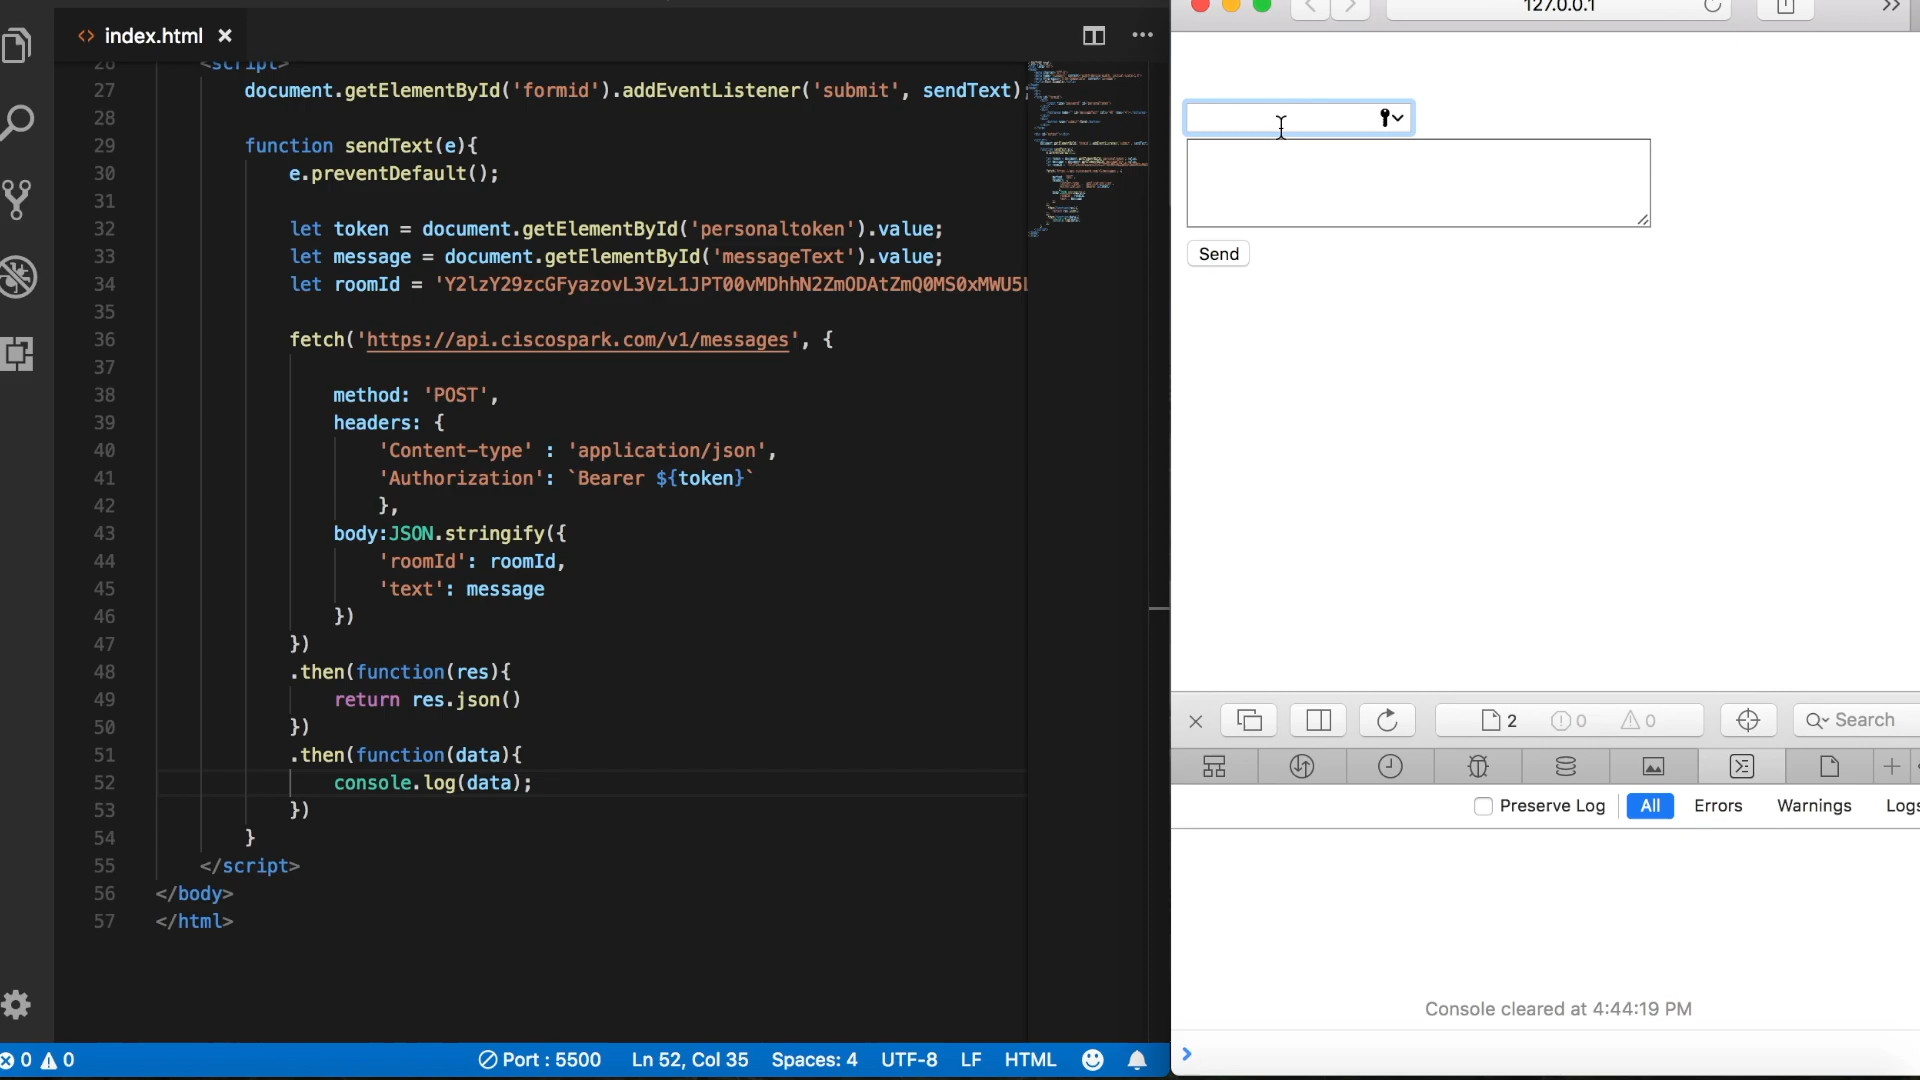 index.html
127.0.0.1
26 <script>
27 document.getElementById('formid').addEventListener('submit', sendText);
28
29 function sendText(e){
30 e.preventDefault();
31
32 let token = document.getElementById('personaltoken').value;
33 let message = document.getElementById('messageText').value;
34 let roomId = 'Y2lzY29zcGFyazovL3VzL1JPT00vMDhhN2ZmODAtZmQ0MS0xMWU5L
35
36 fetch('https://api.ciscospark.com/v1/messages', {
37
38 method: 'POST',
39 headers: {
40 'Content-type' : 'application/json',
41 'Authorization': `Bearer ${token}`
42 },
43 body:JSON.stringify({
44 'roomId': roomId,
45 'text': message
46 })
47 })
48 .then(function(res){
49 return res.json()
50 })
51 .then(function(data){
52 console.log(data);
53 })
54 }
55 </script>
56 </body>
57 </html>
0 0 Port : 5500 Ln 52, Col 35 Spaces: 4 UTF-8 LF HTML
Send
2 0 0 Search
Preserve Log All Errors Warnings Logs
Console cleared at 4:44:19 PM